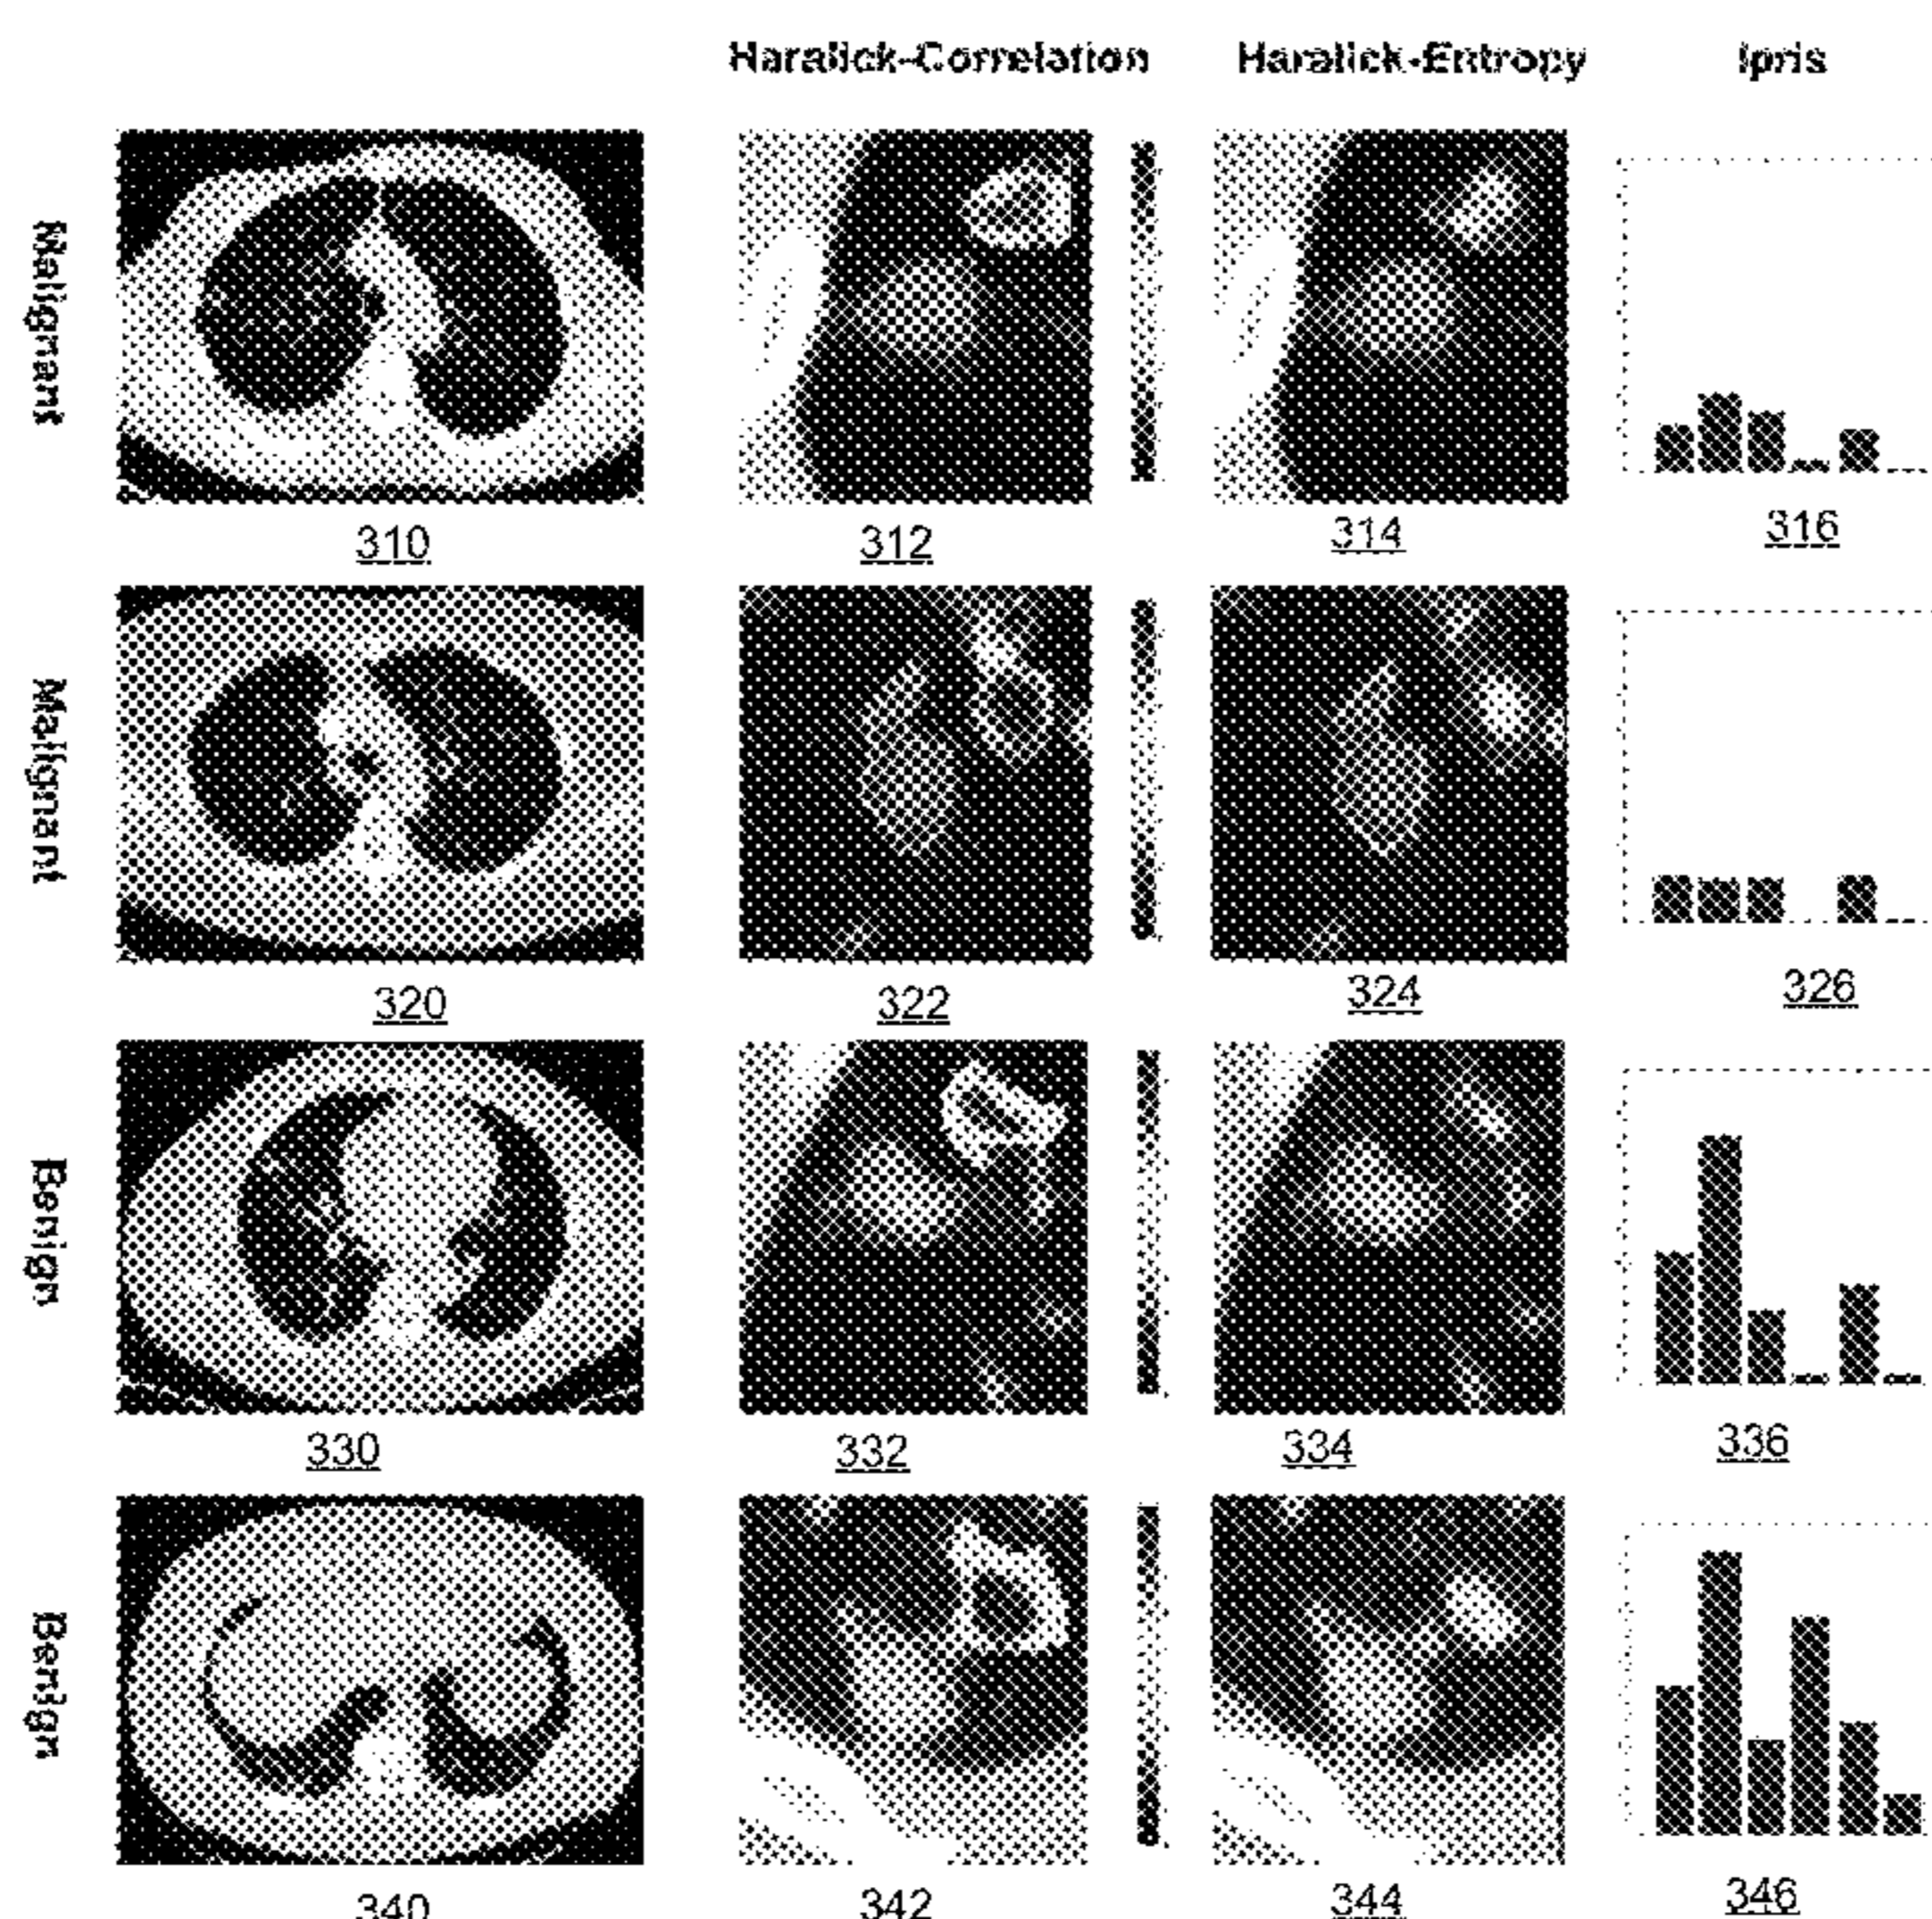 Haralick-Correlation Haralick-Entropy Ipris
Malignant
310 312 314 316
Malignant
320 322 324 326
Benign
330 332 334 336
Benign
340 342 344 346